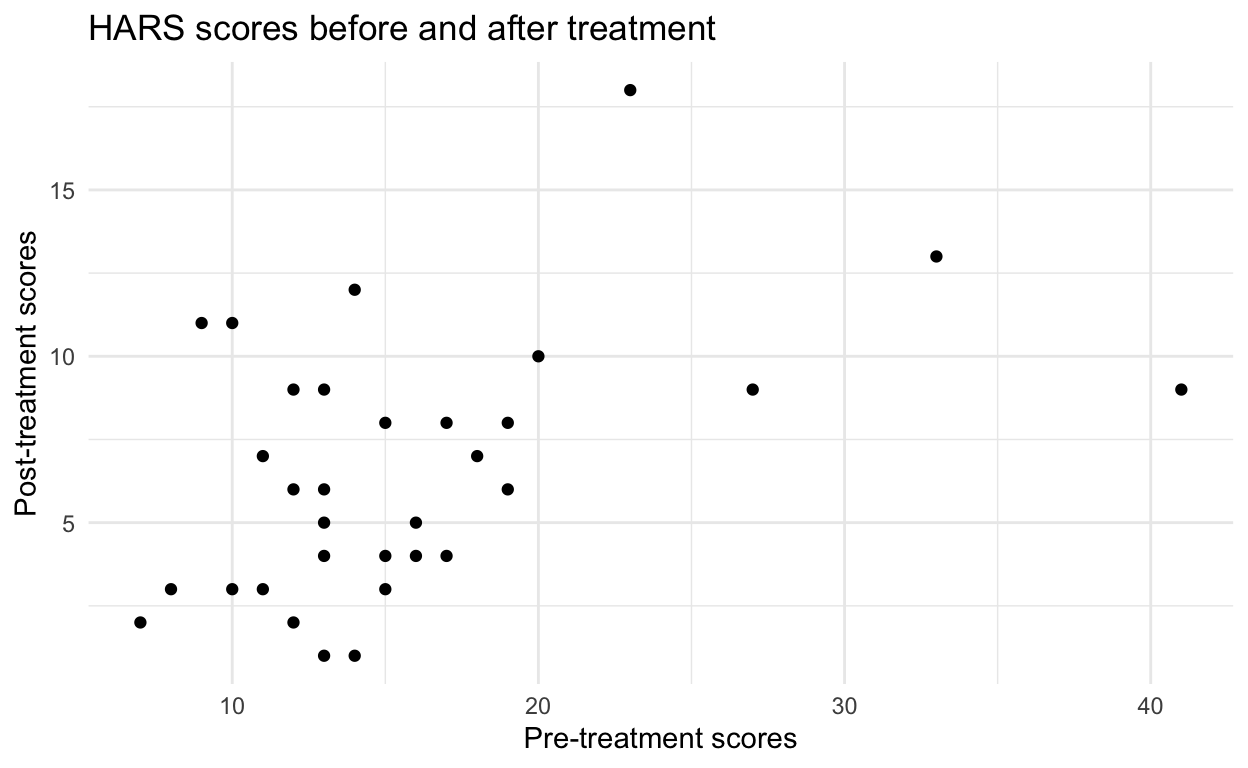 HARS scores before and after treatment
15
10
5
Post-treatment scores
10 20 30 40
Pre-treatment scores